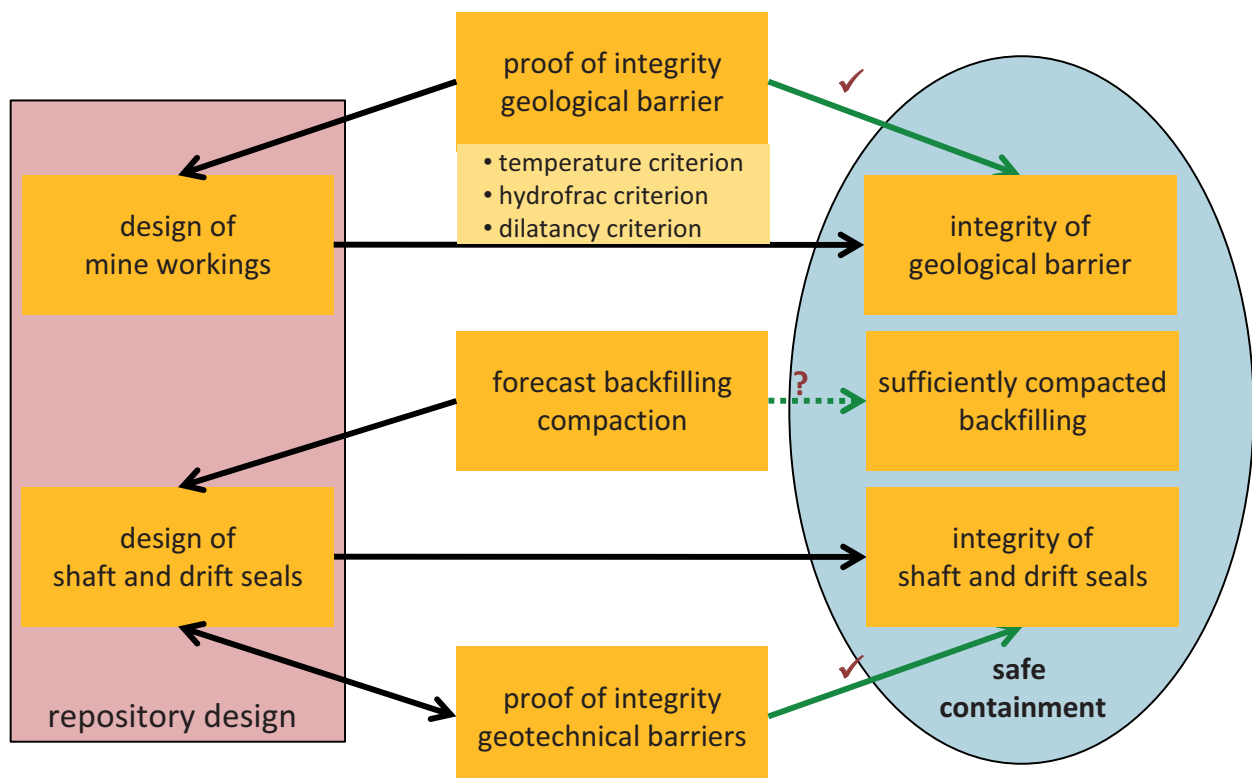 proof of integrity
geological barrier
• temperature criterion
• hydrofrac criterion
• dilatancy criterion
✓
design of
mine workings
integrity of
geological barrier
forecast backfilling
compaction
?
sufficiently compacted
backfilling
design of
shaft and drift seals
integrity of
shaft and drift seals
proof of integrity
geotechnical barriers
✓
safe
containment
repository design